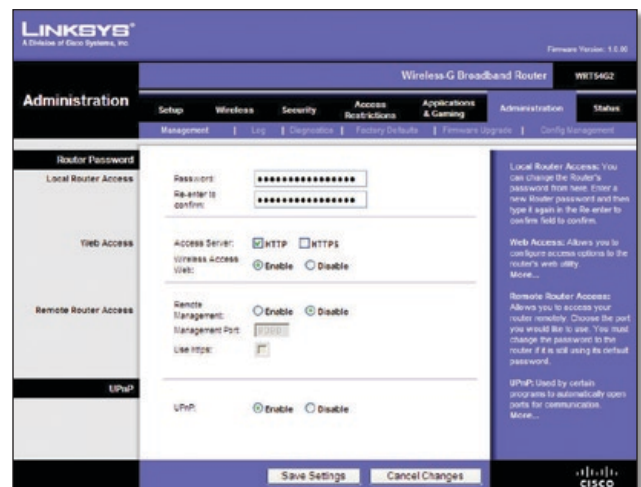 LINKSYS®
A Division of Cisco Systems, Inc.
Firmware Version: 1.0.00
Wireless-G Broadband Router
WRT54G2
Administration
Setup
Wireless
Security
Access Restrictions
Applications & Gaming
Administration
Status
Management | Log | Diagnostics | Factory Defaults | Firmware Upgrade | Config Management
Router Password
Local Router Access
Password:
Re-enter to confirm:
Web Access
Access Server: HTTP HTTPS
Wireless Access Web: Enable Disable
Remote Router Access
Remote Management: Enable Disable
Management Port: 8080
Use https:
UPnP
UPnP: Enable Disable
Save Settings
Cancel Changes
Local Router Access: You
can change the Router's
password from here. Enter a
new Router password and then
type it again in the Re-enter to
confirm field to confirm.
Web Access: Allows you to
configure access options to the
router's web utility.
More...
Remote Router Access:
Allows you to access your
router remotely. Choose the port
you would like to use. You must
change the password to the
router if it is still using its default
password.
UPnP: Used by certain
programs to automatically open
ports for communication.
More...
CISCO